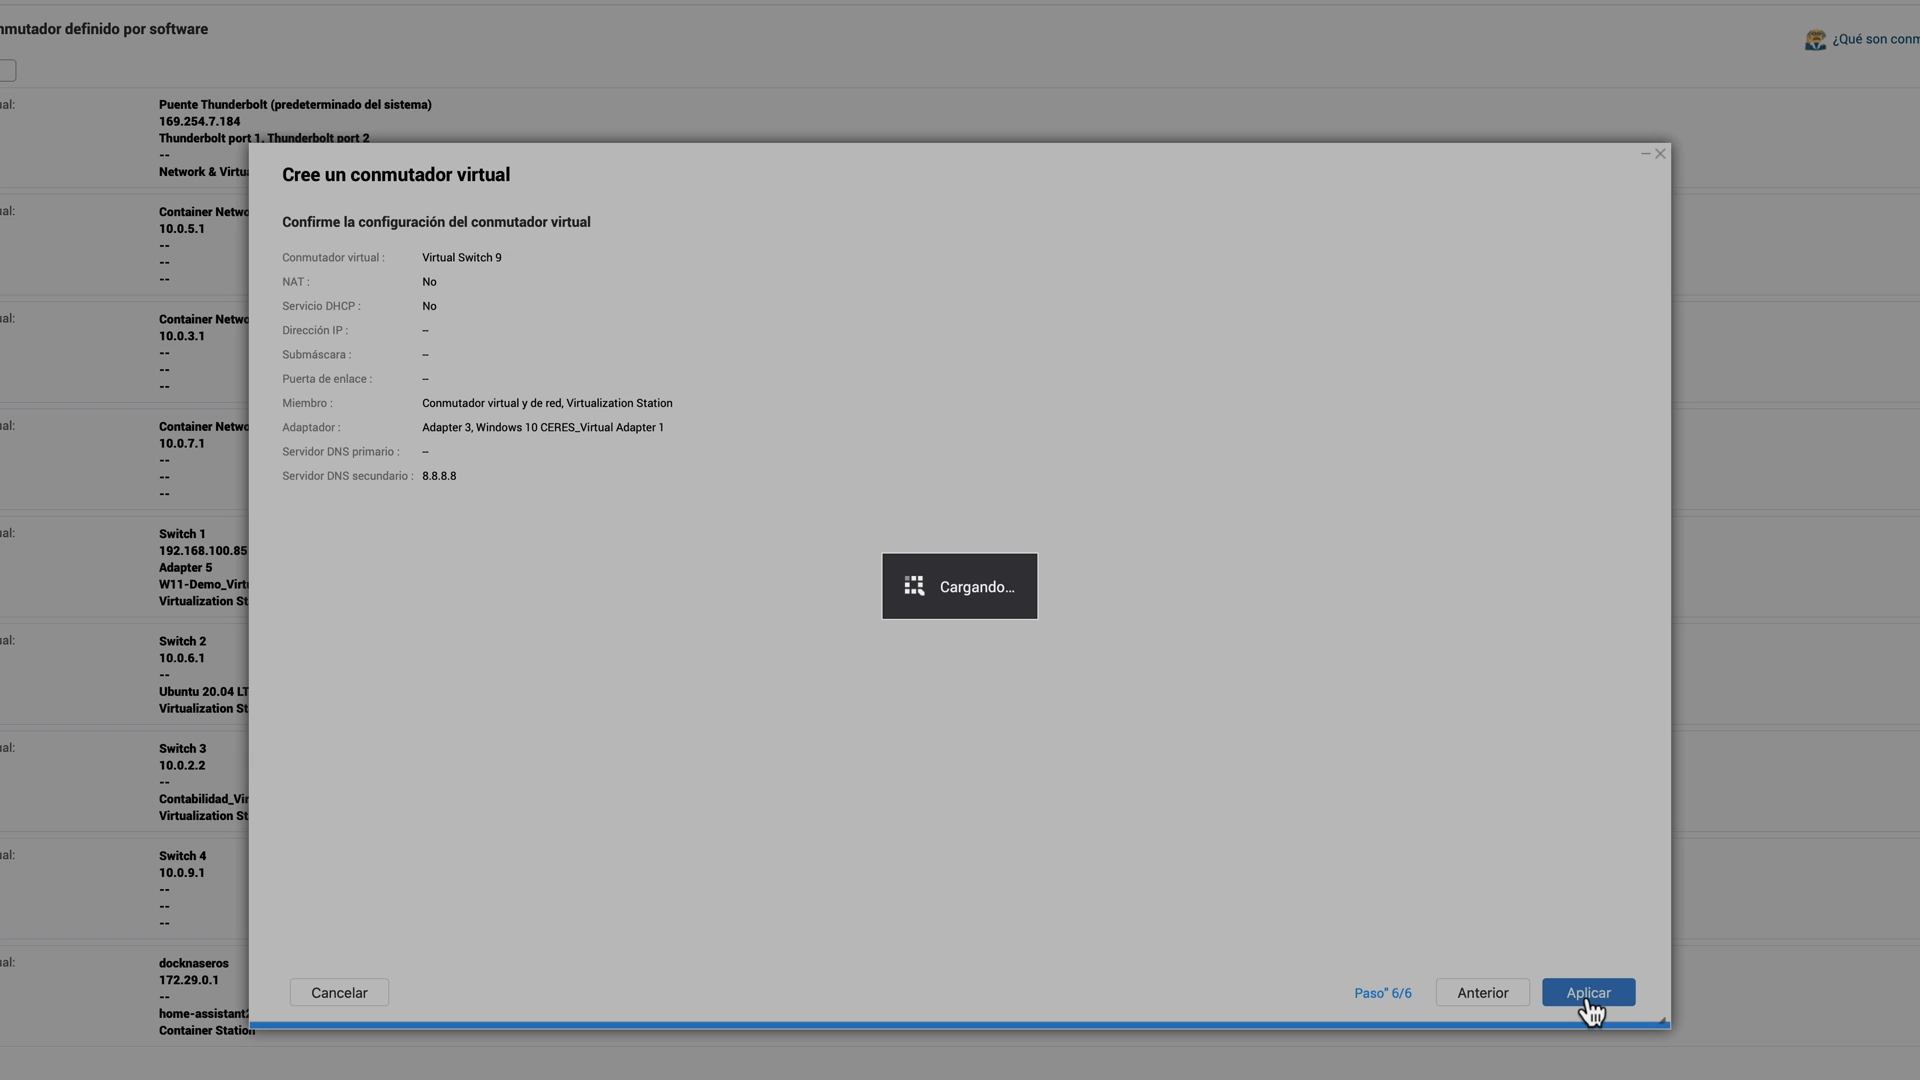 nmutador definido por software
¿Qué son conm
ual:
Puente Thunderbolt (predeterminado del sistema)
169.254.7.184
Thunderbolt port 1, Thunderbolt port 2
--
Network & Virtua
ual:
Container Netwo
10.0.5.1
--
--
--
ual:
Container Netwo
10.0.3.1
--
--
--
ual:
Container Netwo
10.0.7.1
--
--
--
ual:
Switch 1
192.168.100.85
Adapter 5
W11-Demo_Virtu
Virtualization St
ual:
Switch 2
10.0.6.1
--
Ubuntu 20.04 LT
Virtualization St
ual:
Switch 3
10.0.2.2
--
Contabilidad_Vir
Virtualization St
ual:
Switch 4
10.0.9.1
--
--
--
ual:
docknaseros
172.29.0.1
--
home-assistant2
Container Station
Cree un conmutador virtual
Confirme la configuración del conmutador virtual
Conmutador virtual : Virtual Switch 9
NAT : No
Servicio DHCP : No
Dirección IP : --
Submáscara : --
Puerta de enlace : --
Miembro : Conmutador virtual y de red, Virtualization Station
Adaptador : Adapter 3, Windows 10 CERES_Virtual Adapter 1
Servidor DNS primario : --
Servidor DNS secundario : 8.8.8.8
Cargando...
Cancelar
Paso" 6/6
Anterior
Aplicar